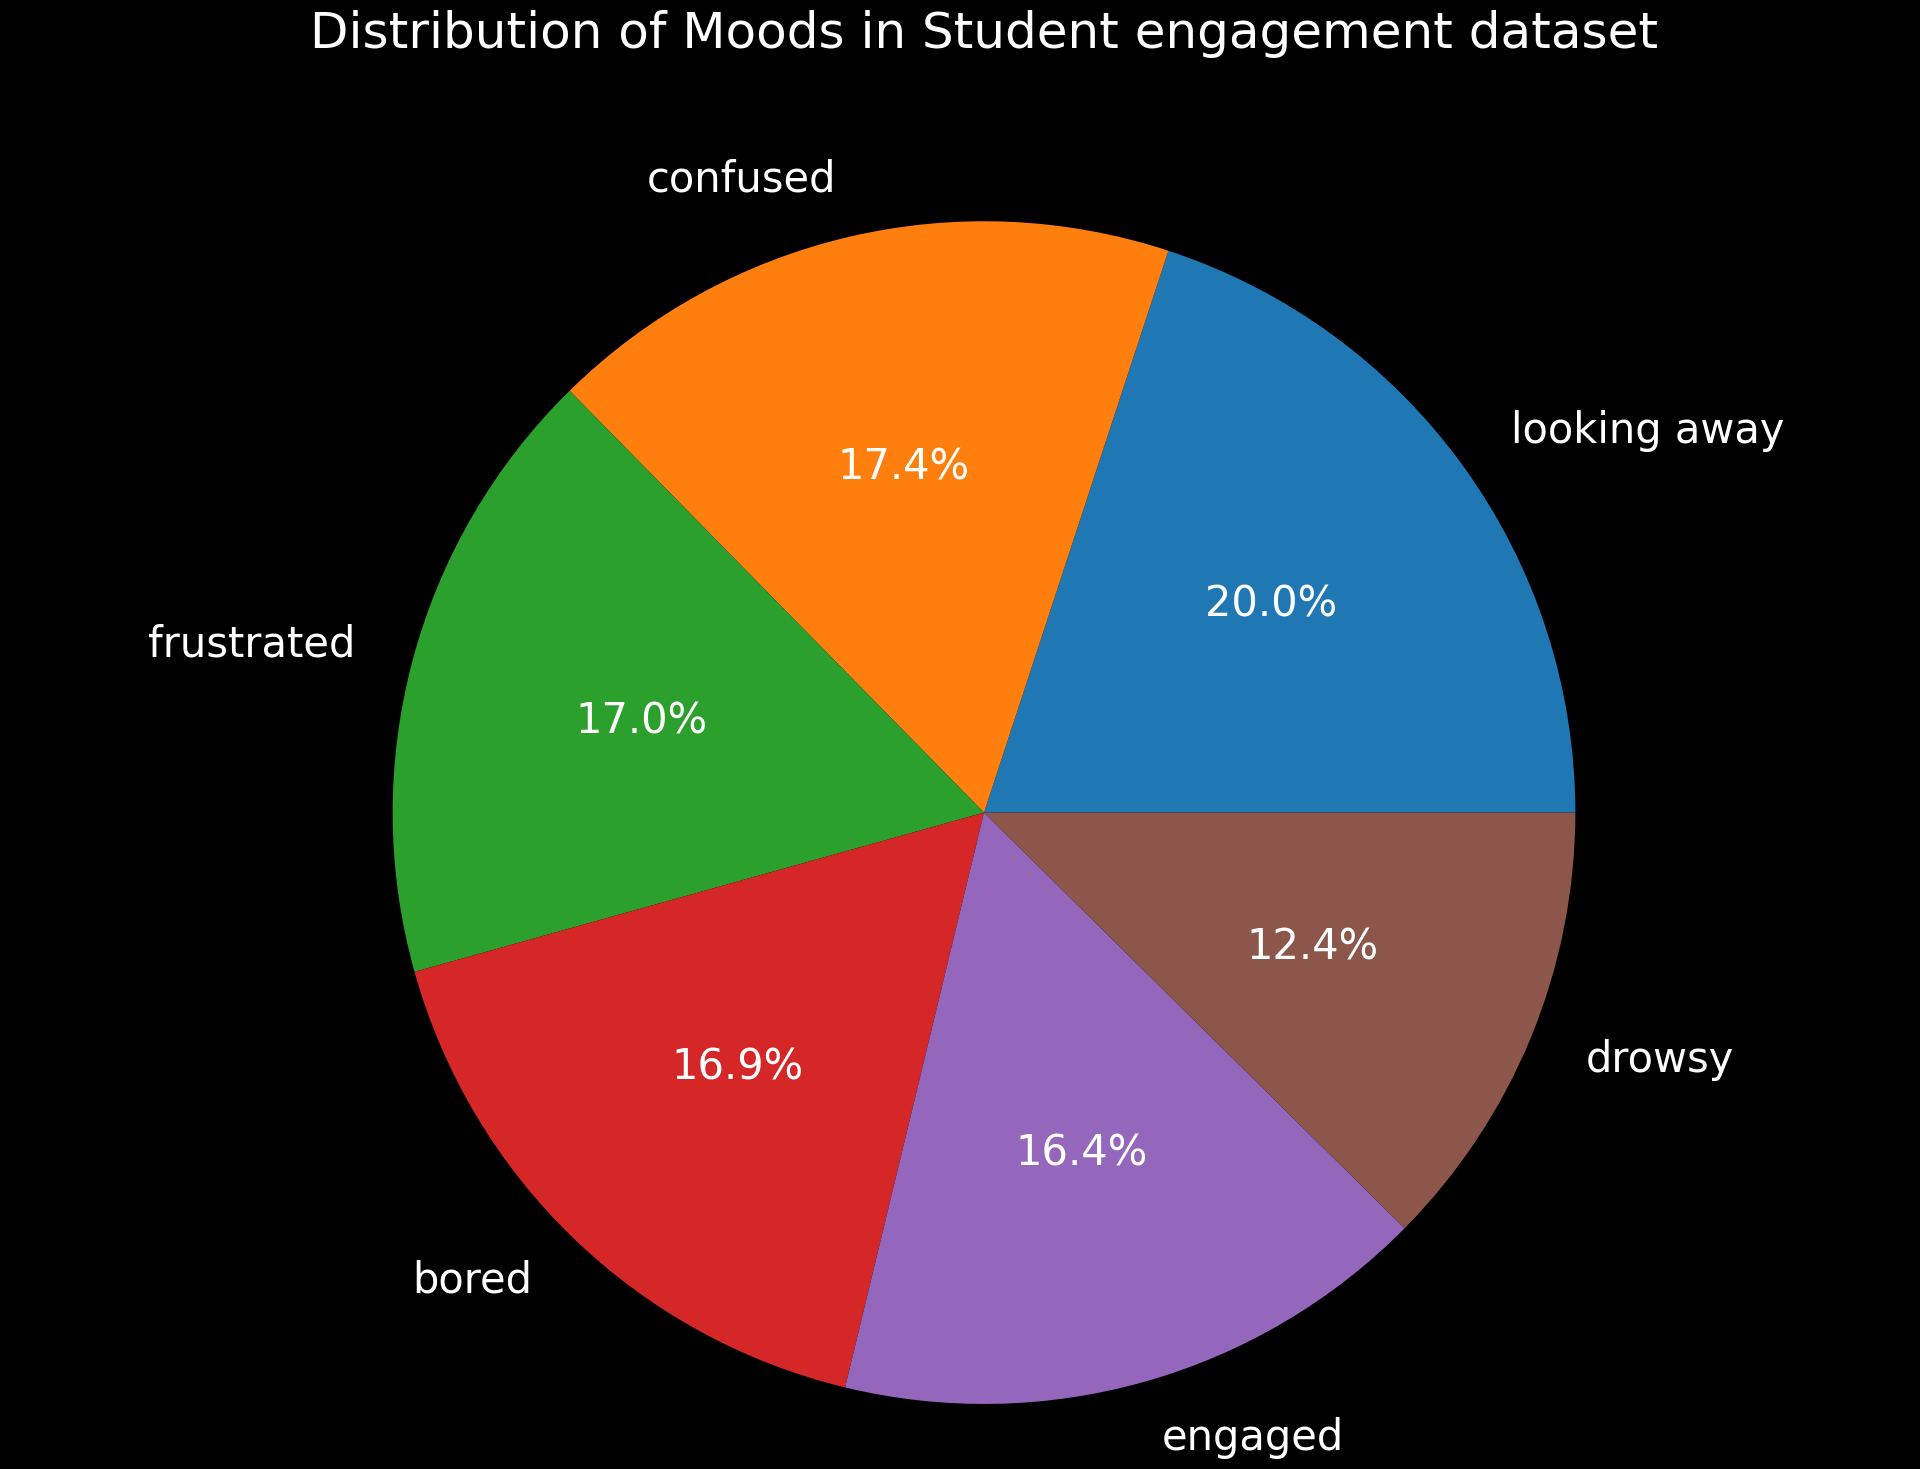 Distribution of Moods in Student engagement dataset
confused
looking away
17.4%
20.0%
frustrated
17.0%
12.4%
drowsy
16.9%
16.4%
bored
engaged